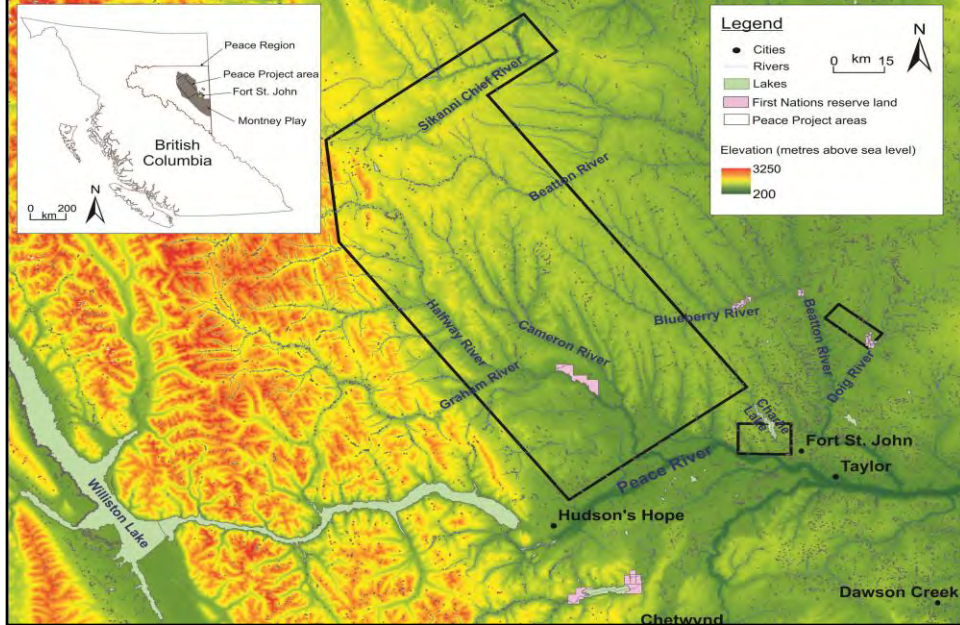 Peace Region
Peace Project area
Fort St. John
Montney Play
British
Columbia
N
0 200
km
Legend
Cities
Rivers
Lakes
First Nations reserve land
Peace Project areas
N
0 15
km
Elevation (metres above sea level)
3250
200
Sikanni Chief River
Beatton River
Blueberry River
Beatton River
Doig River
Halfway River
Cameron River
Graham River
Charlie
Lake
Fort St. John
Peace River
Taylor
Hudson's Hope
Williston Lake
Dawson Creek
Chetwynd